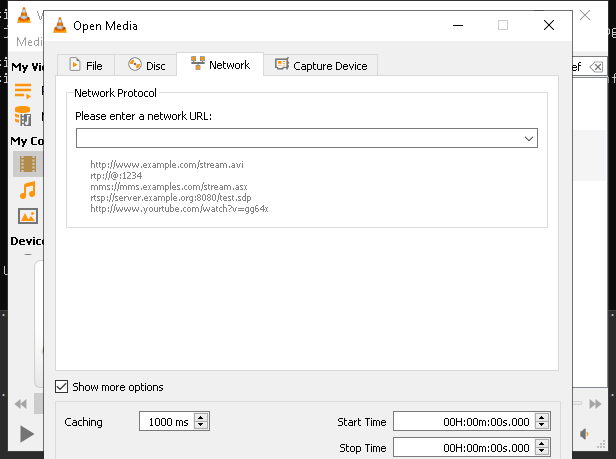 Open Media
Medi
File
Disc
Network
Capture Device
ef
My Vi
Network Protocol
Please enter a network URL:
http://www.example.com/stream.avi
rtp://@:1234
mms://mms.examples.com/stream.asx
rtsp://server.example.org:8080/test.sdp
http://www.yourtube.com/watch?v=gg64x
My Co
Device
Show more options
Caching
1000 ms
Start Time
00H:00m:00s.000
Stop Time
00H:00m:00s.000